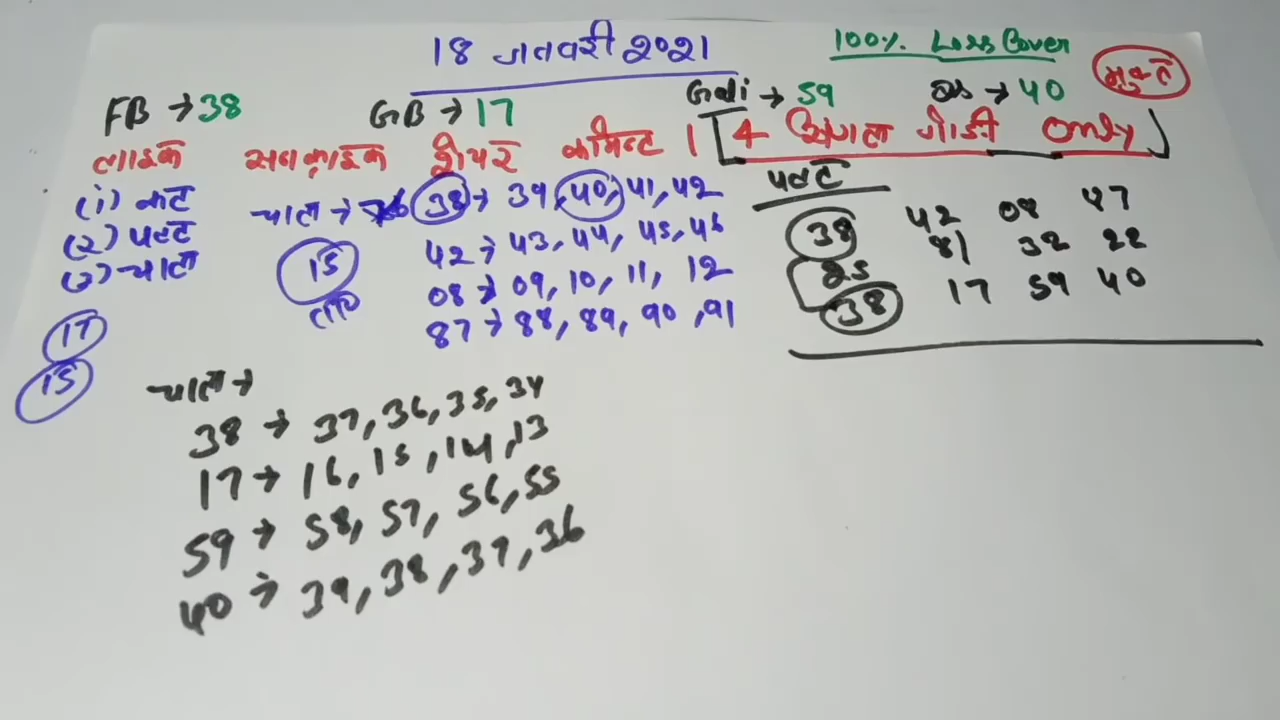 18 जनवरी 2021
100% Loss Cover
FB → 38 GB → 17 Gali → 59 DS → 40 मुफ्त
लाइक सबक्राइब शेयर कमेन्ट | [4 सिंगल जोडी only]
(1) कट
(2) पलट
(3) चाल
चाल → 38 → 39, 40, 41, 42
42 → 43, 44, 45, 46
08 → 09, 10, 11, 12
87 → 88, 89, 90, 91
15
17
15
पलट
38 42 08 47
25 81 32 22
38 17 59 40
चाल →
38 → 37, 36, 35, 34
17 → 16, 15, 14, 13
59 → 58, 57, 56, 55
40 → 39, 38, 37, 36